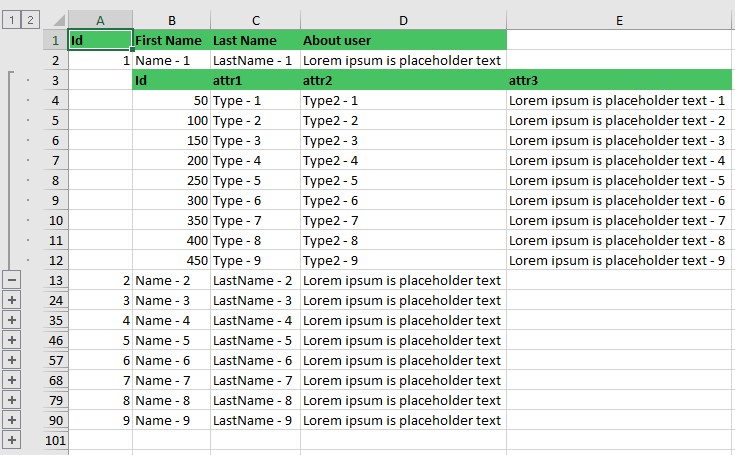 1 2 A B C D E
1 Id First Name Last Name About user
2 1 Name - 1 LastName - 1 Lorem ipsum is placeholder text
3 Id attr1 attr2 attr3
4 50 Type - 1 Type2 - 1 Lorem ipsum is placeholder text - 1
5 100 Type - 2 Type2 - 2 Lorem ipsum is placeholder text - 2
6 150 Type - 3 Type2 - 3 Lorem ipsum is placeholder text - 3
7 200 Type - 4 Type2 - 4 Lorem ipsum is placeholder text - 4
8 250 Type - 5 Type2 - 5 Lorem ipsum is placeholder text - 5
9 300 Type - 6 Type2 - 6 Lorem ipsum is placeholder text - 6
10 350 Type - 7 Type2 - 7 Lorem ipsum is placeholder text - 7
11 400 Type - 8 Type2 - 8 Lorem ipsum is placeholder text - 8
12 450 Type - 9 Type2 - 9 Lorem ipsum is placeholder text - 9
13 2 Name - 2 LastName - 2 Lorem ipsum is placeholder text
24 3 Name - 3 LastName - 3 Lorem ipsum is placeholder text
35 4 Name - 4 LastName - 4 Lorem ipsum is placeholder text
46 5 Name - 5 LastName - 5 Lorem ipsum is placeholder text
57 6 Name - 6 LastName - 6 Lorem ipsum is placeholder text
68 7 Name - 7 LastName - 7 Lorem ipsum is placeholder text
79 8 Name - 8 LastName - 8 Lorem ipsum is placeholder text
90 9 Name - 9 LastName - 9 Lorem ipsum is placeholder text
101